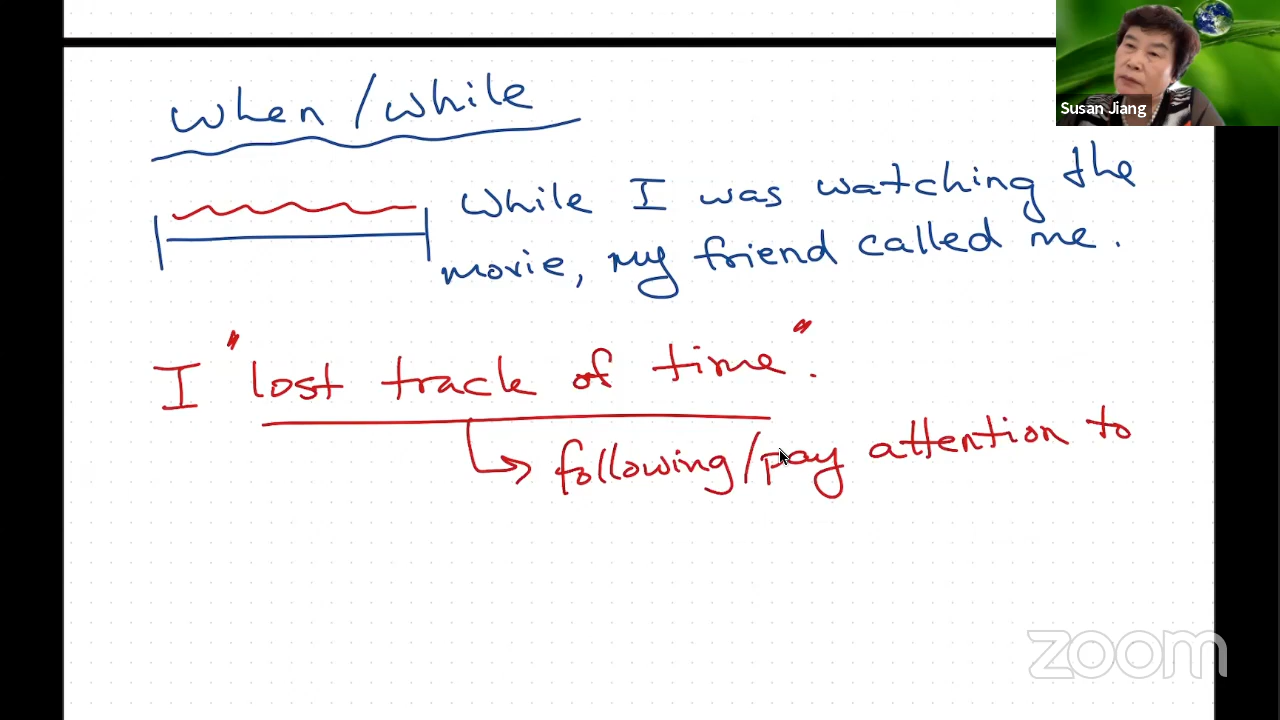 Susan Jiang
when/while
While I was watching the
movie, my friend called me.
I "lost track of time".
following/pay attention to
zoom